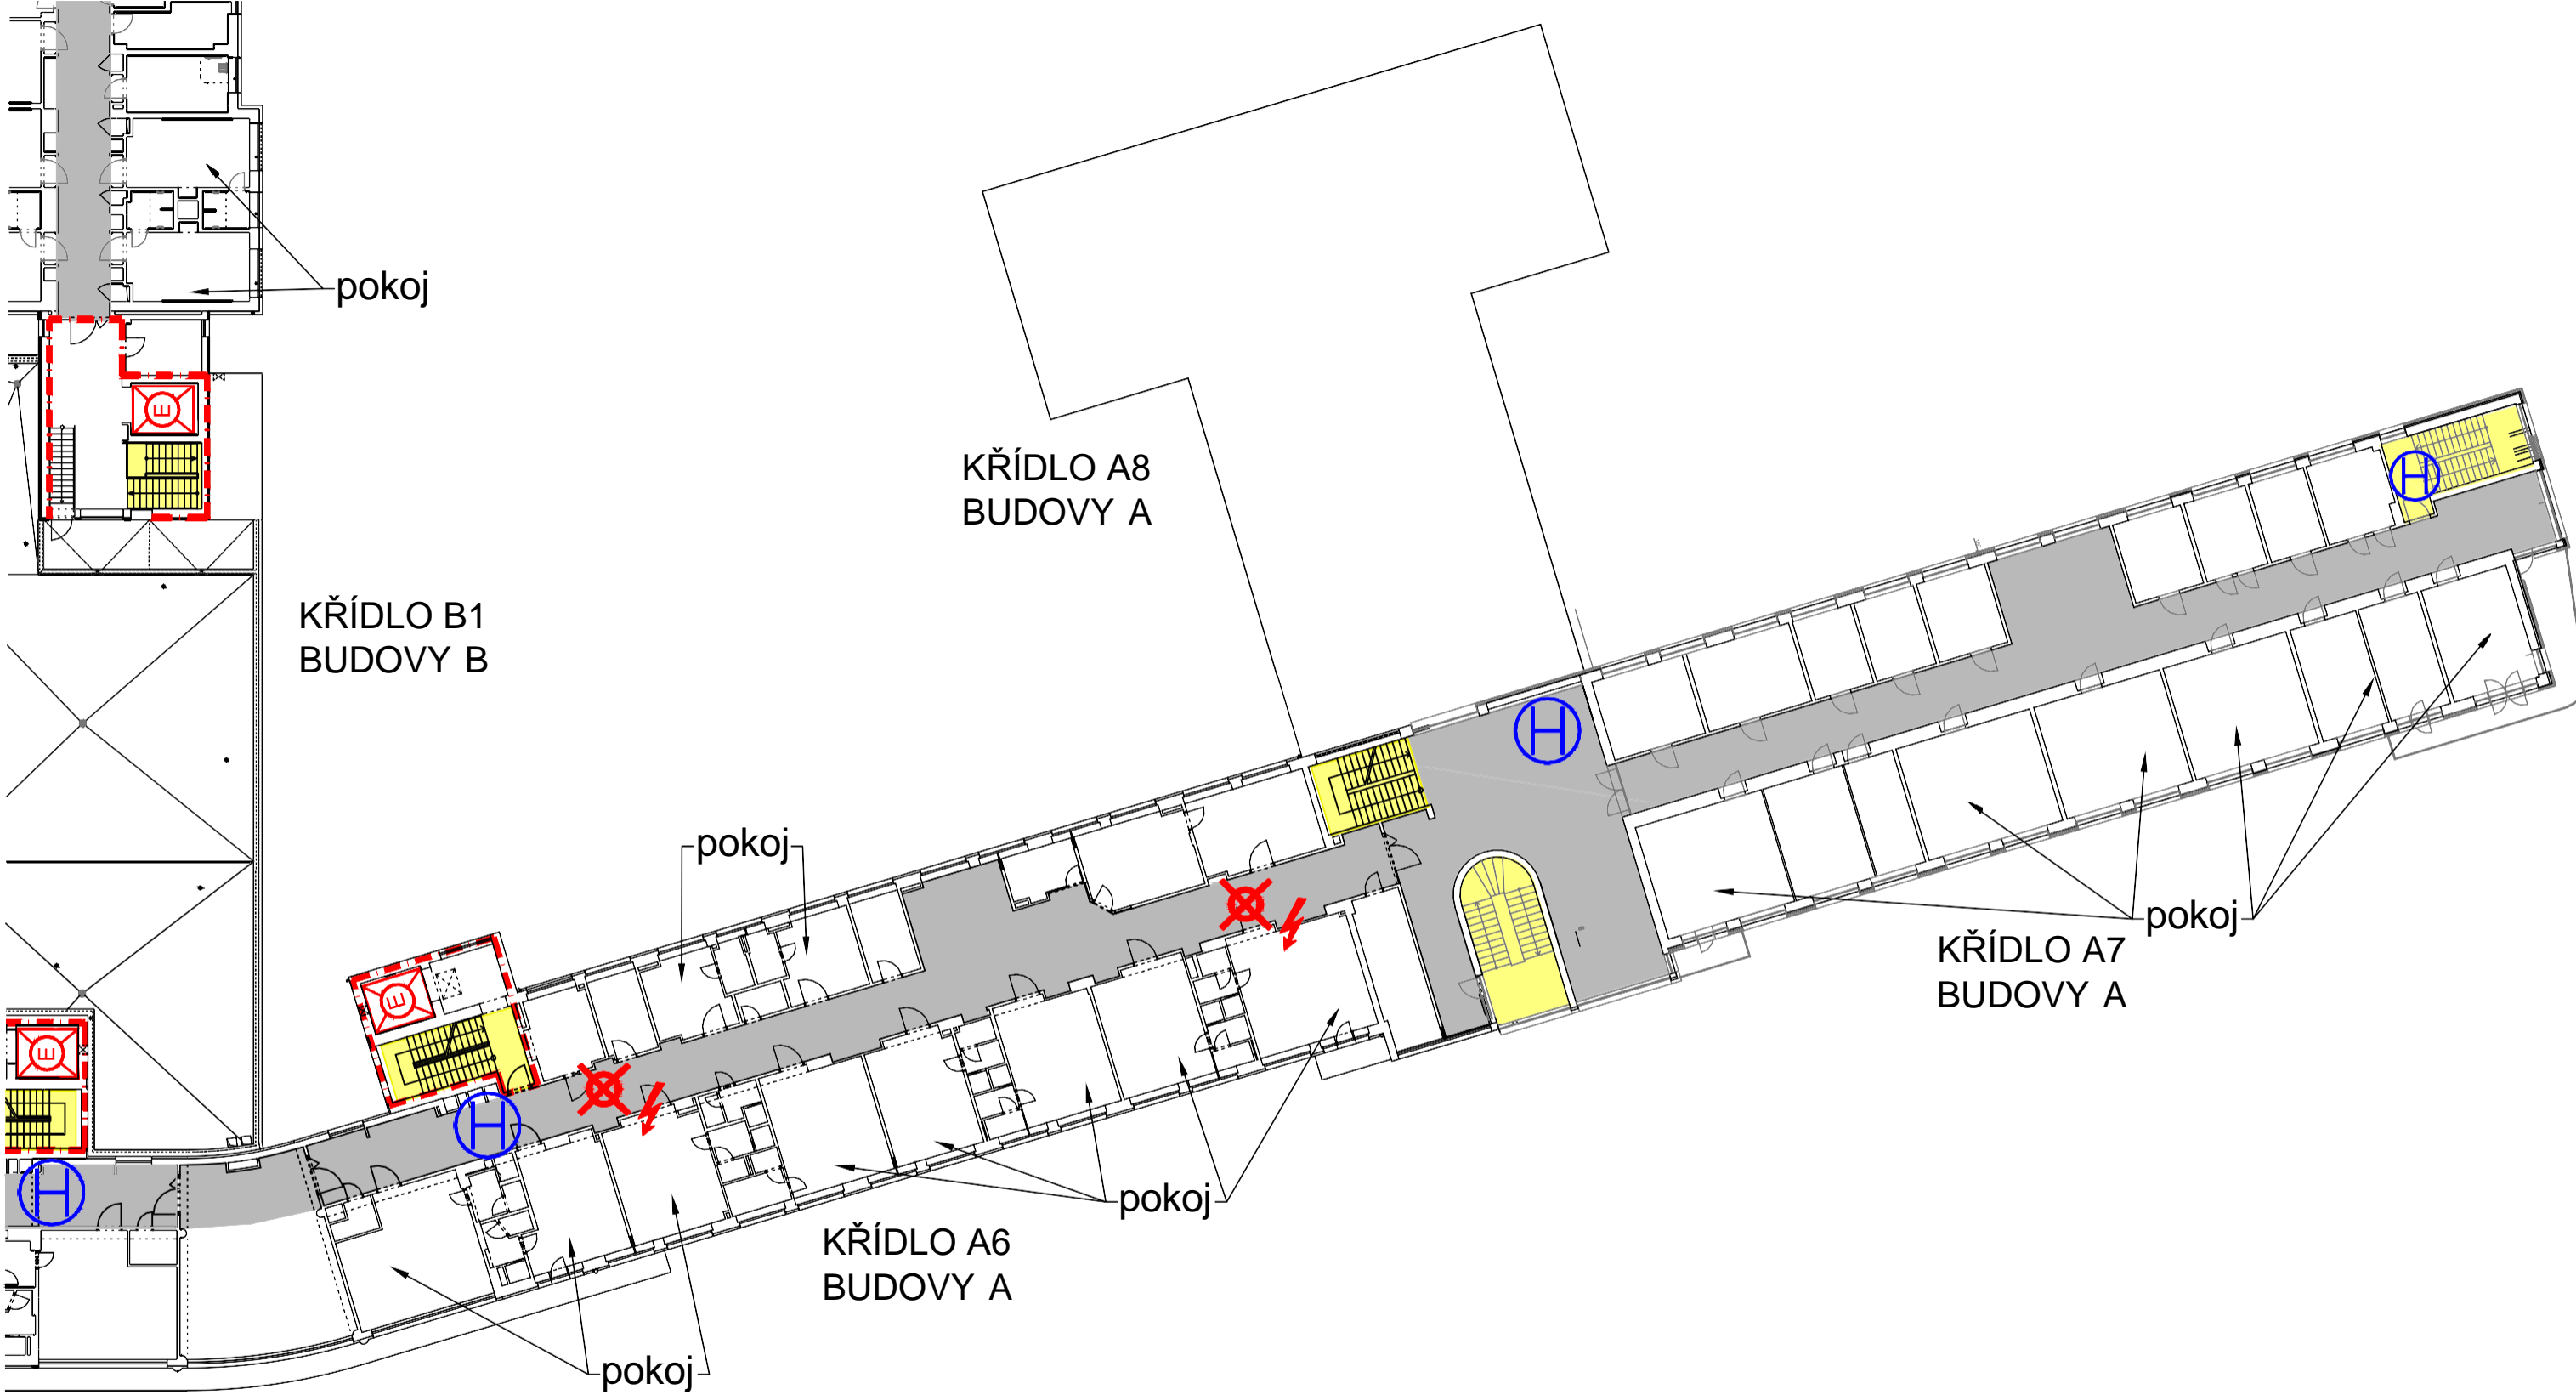 pokoj
E
KŘÍDLO A8
BUDOVY A
H
KŘÍDLO B1
BUDOVY B
H
pokoj
pokoj
KŘÍDLO A7
BUDOVY A
E
E
H
H
pokoj
KŘÍDLO A6
BUDOVY A
pokoj